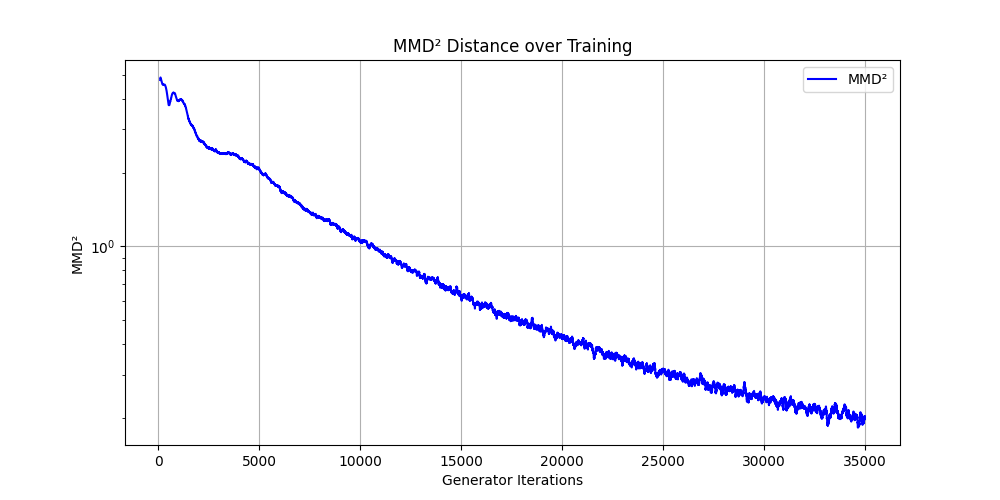 MMD² Distance over Training
MMD²
MMD²
10⁰
0 5000 10000 15000 20000 25000 30000 35000
Generator Iterations